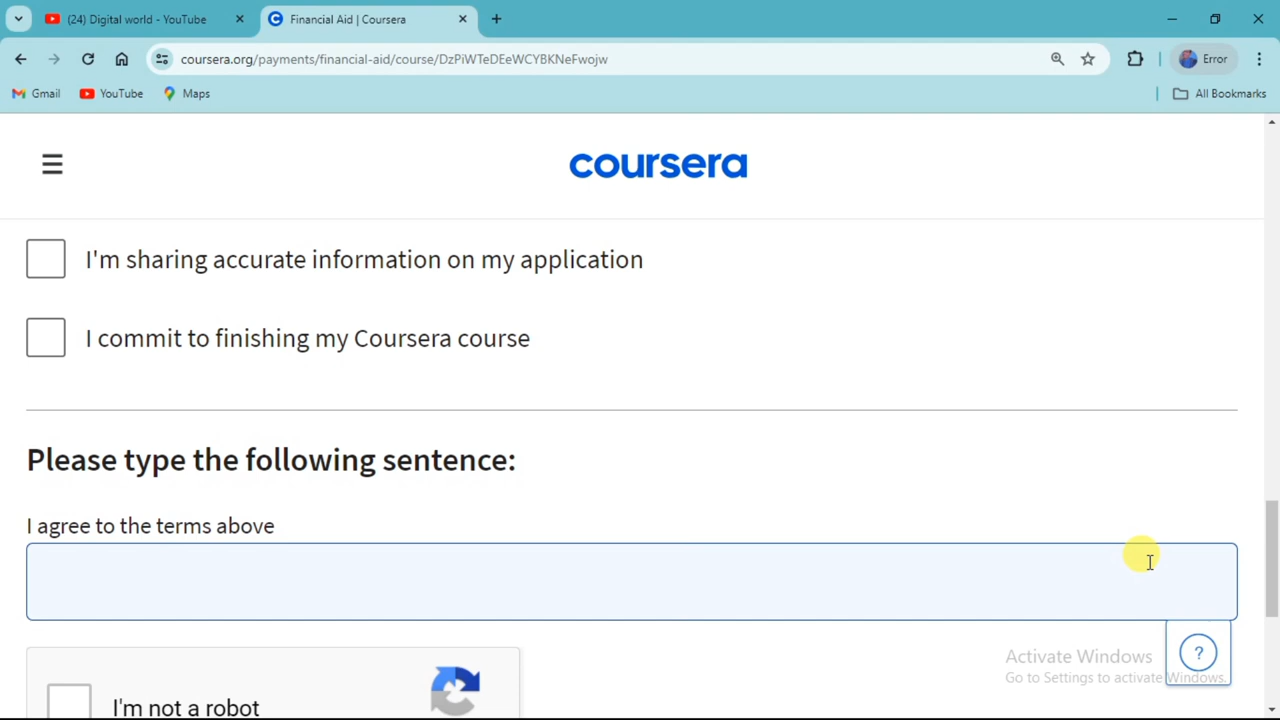 (24) Digital world - YouTube
Financial Aid | Coursera
coursera.org/payments/financial-aid/course/DzPiWTeDEeWCYBKNeFwojw
Error
Gmail
YouTube
Maps
All Bookmarks
coursera
I'm sharing accurate information on my application
I commit to finishing my Coursera course
Please type the following sentence:
I agree to the terms above
?
Activate Windows
Go to Settings to activate Windows.
I'm not a robot